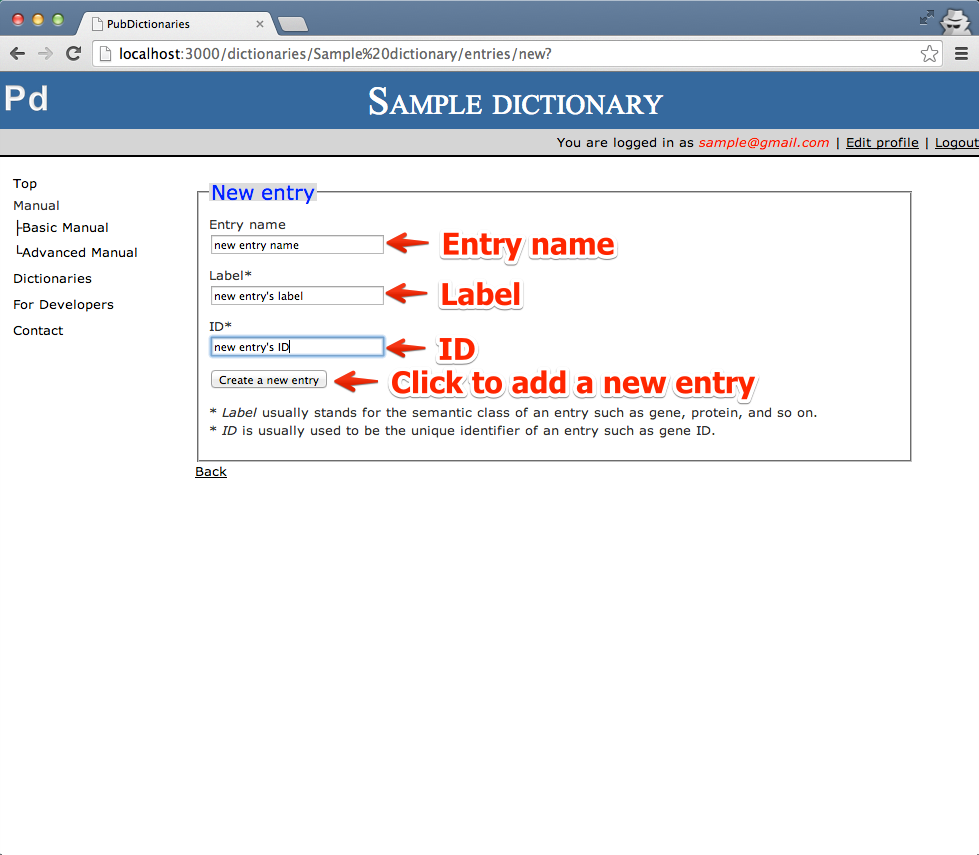 PubDictionaries
localhost:3000/dictionaries/Sample%20dictionary/entries/new?
Pd
SAMPLE DICTIONARY
You are logged in as sample@gmail.com | Edit profile | Logout
Top
Manual
├Basic Manual
└Advanced Manual
Dictionaries
For Developers
Contact
New entry
Entry name
new entry name
Entry name
Label*
new entry's label
Label
ID*
new entry's ID
ID
Create a new entry
Click to add a new entry
* Label usually stands for the semantic class of an entry such as gene, protein, and so on.
* ID is usually used to be the unique identifier of an entry such as gene ID.
Back